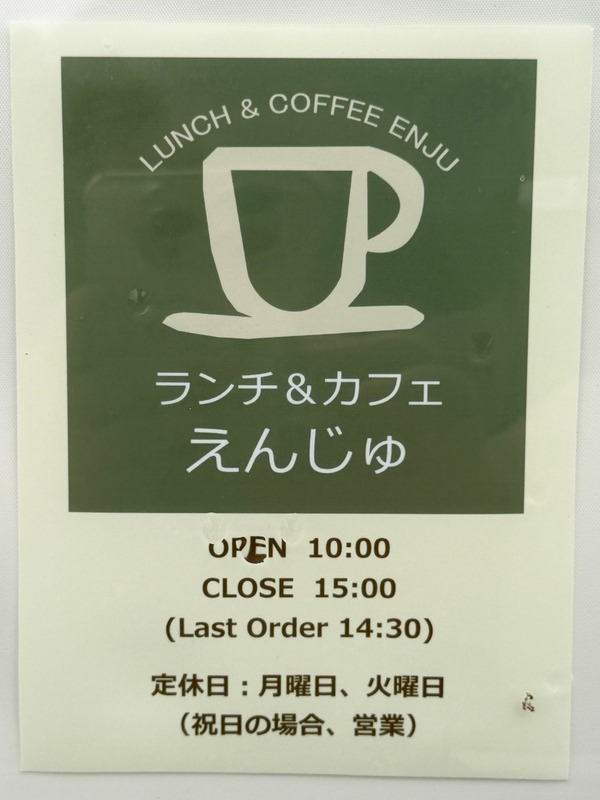 LUNCH & COFFEE ENJU
ランチ＆カフェ
えんじゅ
OPEN 10:00
CLOSE 15:00
(Last Order 14:30)
定休日：月曜日、火曜日
（祝日の場合、営業）